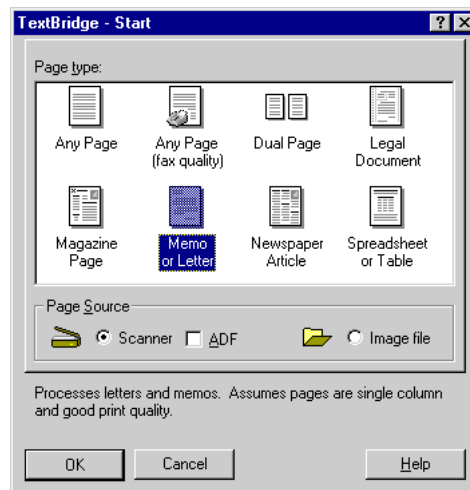 TextBridge - Start
Page type:
Any Page
Any Page
(fax quality)
Dual Page
Legal
Document
Magazine
Page
Memo
or Letter
Newspaper
Article
Spreadsheet
or Table
Page Source
Scanner
ADF
Image file
Processes letters and memos. Assumes pages are single column
and good print quality.
OK
Cancel
Help